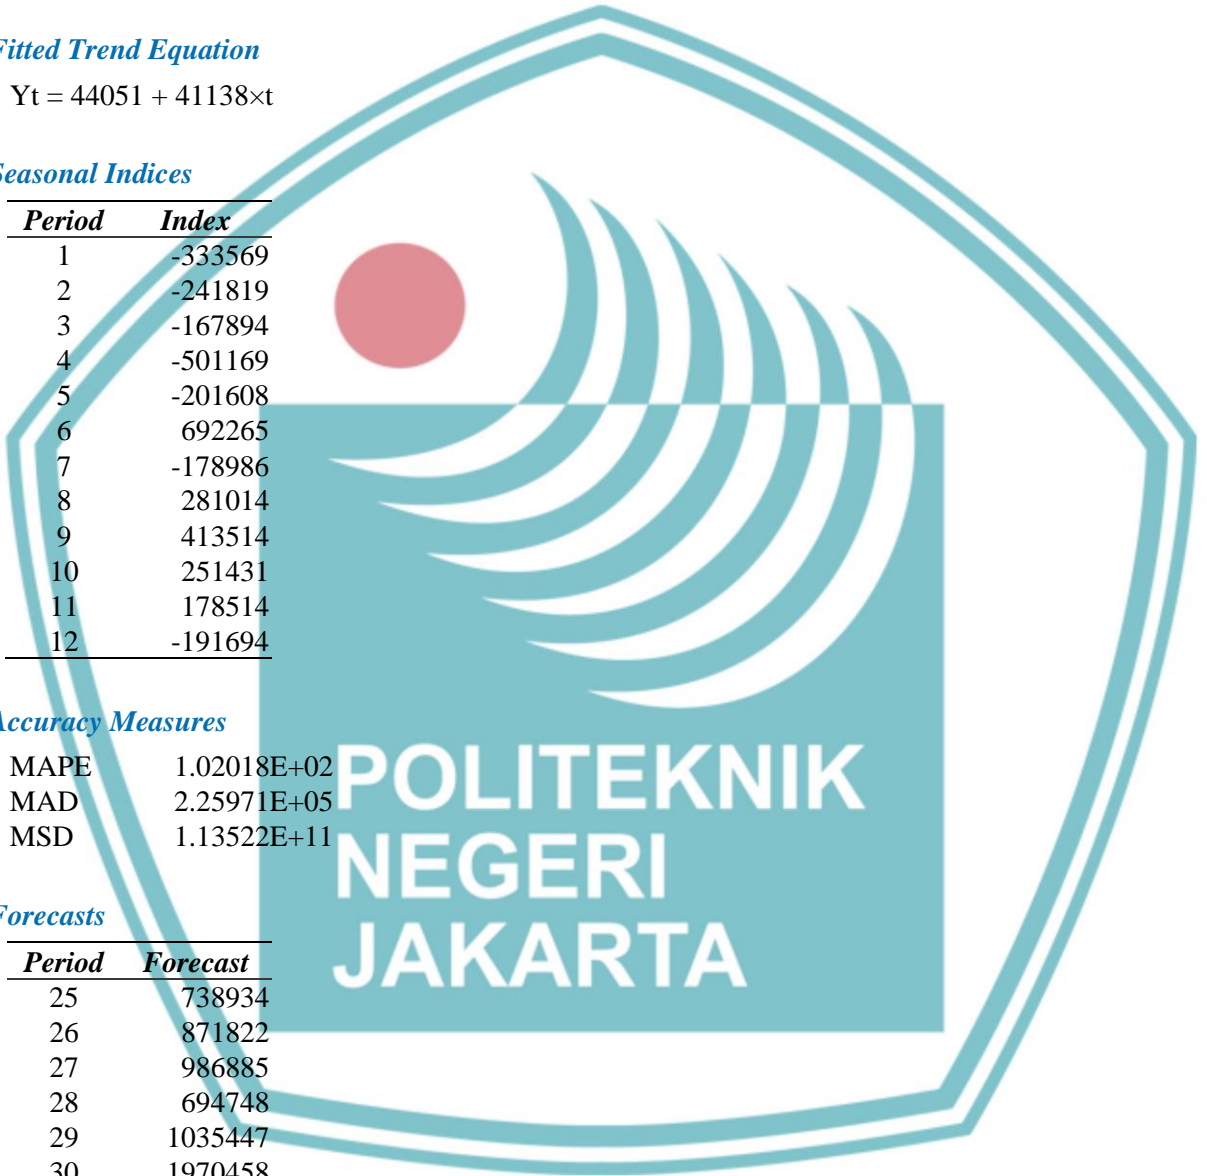 Fitted Trend Equation
Yt = 44051 + 41138×t
Seasonal Indices
Period Index
1 -333569
2 -241819
3 -167894
4 -501169
5 -201608
6 692265
7 -178986
8 281014
9 413514
10 251431
11 178514
12 -191694
Accuracy Measures
MAPE 1.02018E+02
MAD 2.25971E+05
MSD 1.13522E+11
POLITEKNIK
NEGERI
JAKARTA
Forecasts
Period Forecast
25 738934
26 871822
27 986885
28 694748
29 1035447
30 1970458